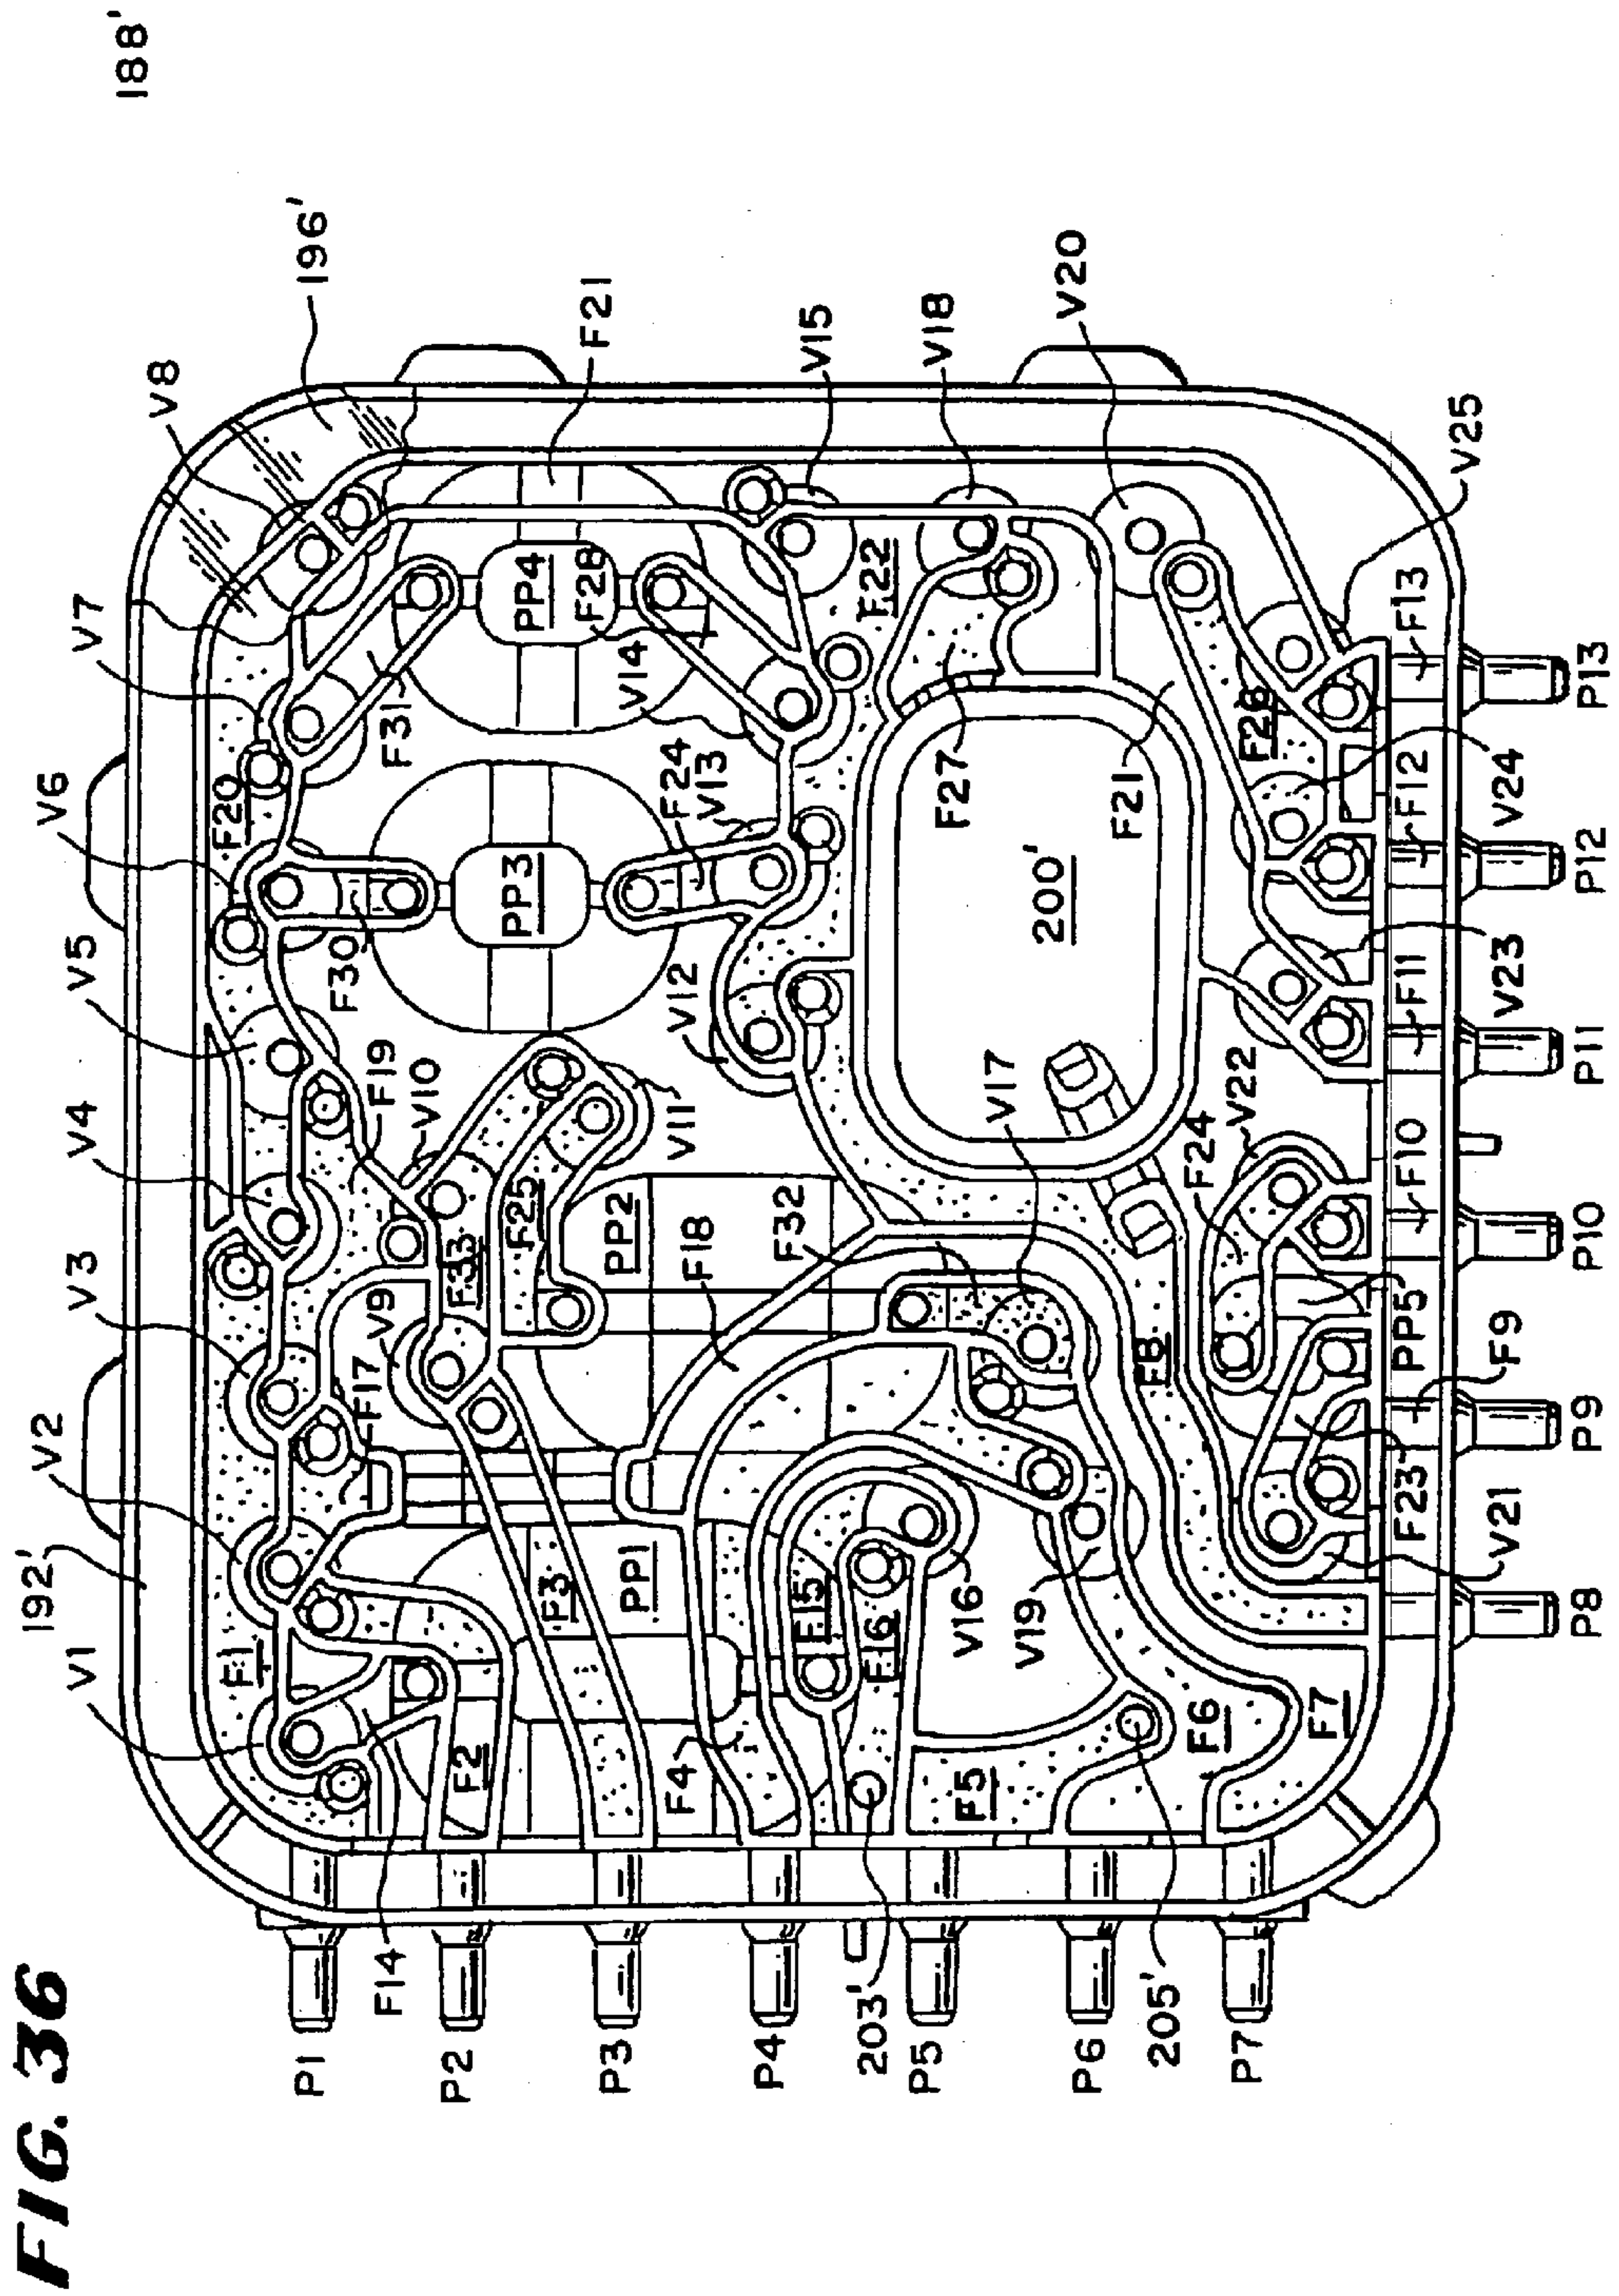 FIG. 36
188'
192'
V1
V2
V3
V4
V5
V6
V7
V8
196'
F21
V15
V18
V20
V25
P1
P2
P3
P4
203'
P5
P6
205'
P7
F14
F1
F2
F3
F4
F5
F6
F7
F15
F16
V16
V19
PP1
F17
V9
F33
F25
PP2
F18
F32
V17
F8
F19
V10
V11
V12
F20
F30
PP3
F24
V13
F31
PP4
F28
V14
F22
F27
200'
F21
F26
F24
V22
PP5
F9
F23
V21
F10
F11
V23
F12
V24
F13
P8
P9
P10
P11
P12
P13